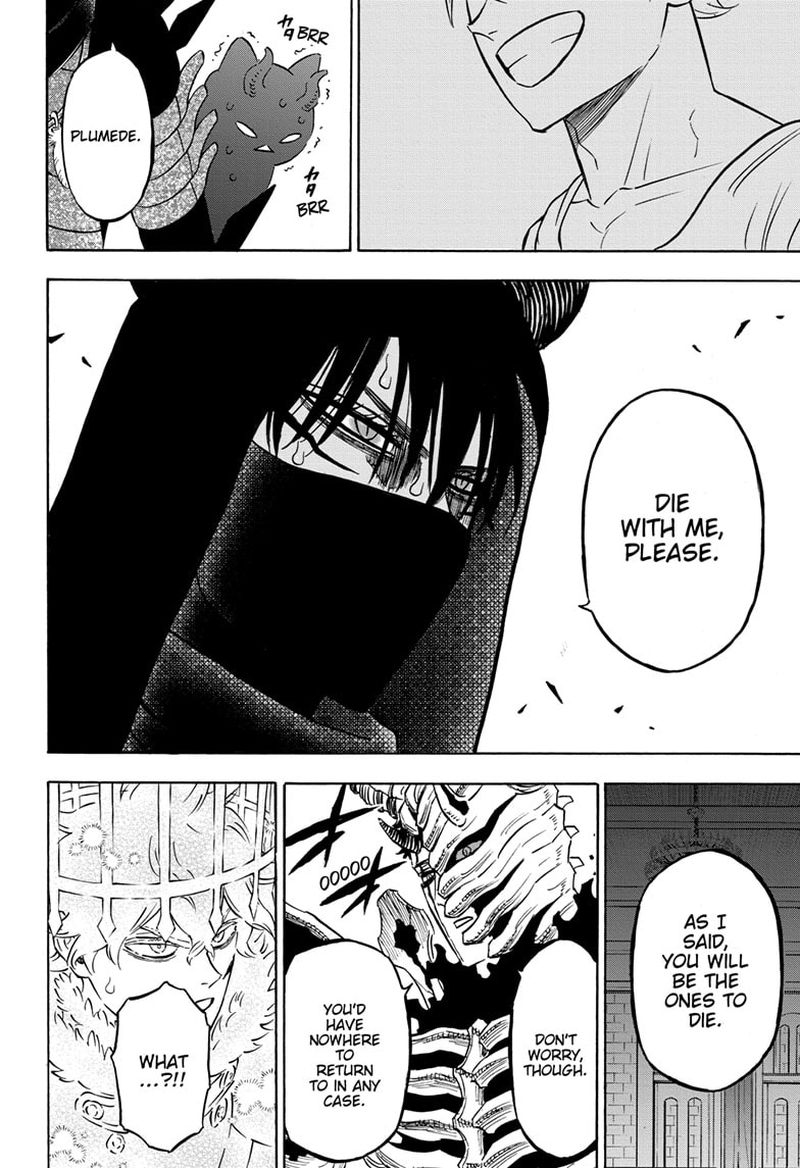 カタ
BRR
PLUMEDE.
カタ
BRR
DIE
WITH ME,
PLEASE.
AS I
SAID,
YOU WILL
BE THE
ONES TO
DIE.
OOOOO
DON'T
WORRY,
THOUGH.
YOU'D
HAVE
NOWHERE
TO
RETURN
TO IN ANY
CASE.
WHAT
...?!!